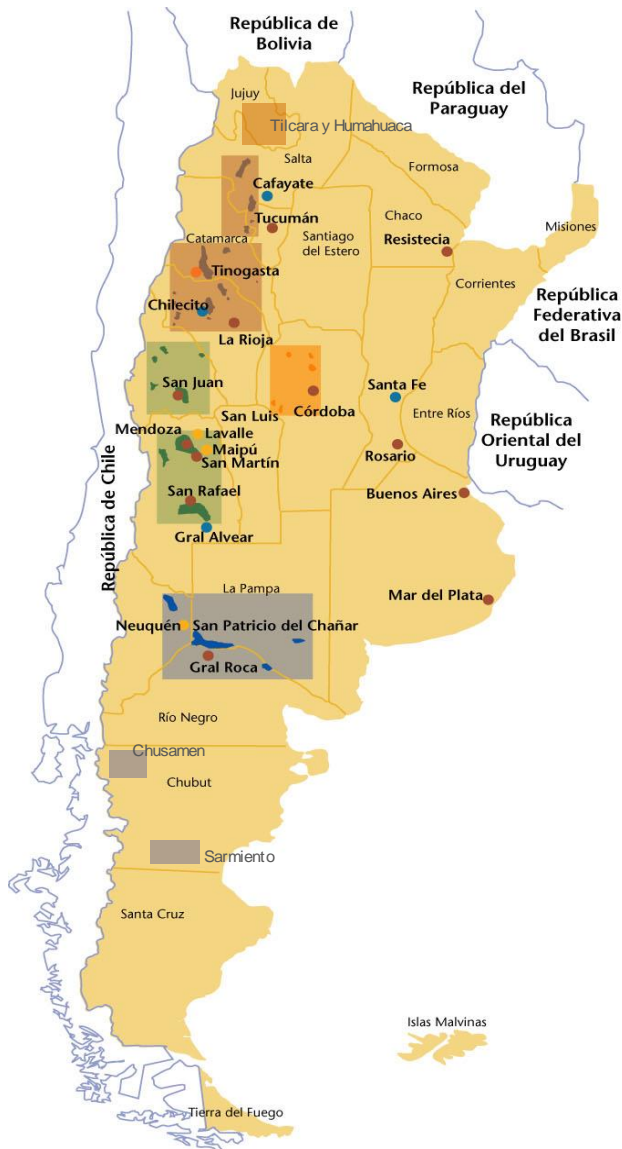 República de
Bolivia
República del
Paraguay
Jujuy
Tilcara y Humahuaca
Salta
Formosa
Cafayate
Tucumán
Chaco
Misiones
Catamarca
Santiago
del Estero
Resistecia
Tinogasta
Corrientes
Chilecito
República
Federativa
del Brasil
La Rioja
San Juan
Santa Fe
Córdoba
San Luis
Entre Ríos
República
Oriental del
Uruguay
Mendoza
Lavalle
Maipú
San Martín
Rosario
República de Chile
San Rafael
Buenos Aires
Gral Alvear
La Pampa
Mar del Plata
Neuquén
San Patricio del Chañar
Gral Roca
Río Negro
Chusamen
Chubut
Sarmiento
Santa Cruz
Islas Malvinas
Tierra del Fuego